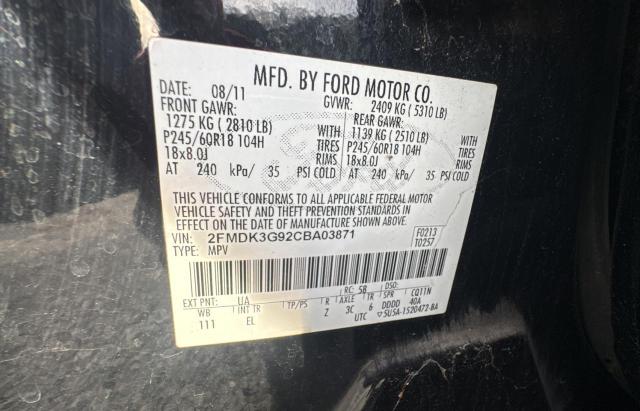 MFD. BY FORD MOTOR CO.
DATE: 08/11 GVWR: 2409 KG ( 5310 LB)
FRONT GAWR: REAR GAWR:
1275 KG ( 2810 LB) 1139 KG ( 2510 LB)
P245/60R18 104H TIRES P245/60R18 104H TIRES
18x8.0J RIMS 18x8.0J RIMS
AT 240 kPa/ 35 PSI COLD AT 240 kPa/ 35 PSI COLD
THIS VEHICLE CONFORMS TO ALL APPLICABLE FEDERAL MOTOR
VEHICLE SAFETY AND THEFT PREVENTION STANDARDS IN
EFFECT ON THE DATE OF MANUFACTURE SHOWN ABOVE.
VIN: 2FMDK3G92CBA03871 F0213
TYPE: MPV T0257
RC: 58 DSO:
EXT PNT: UA TP/PS R AXLE TR SPR CQ11N
WB INT TR Z 3C 6 DDDD 40A
111 EL UTC ▽5U5A-1520472-BA